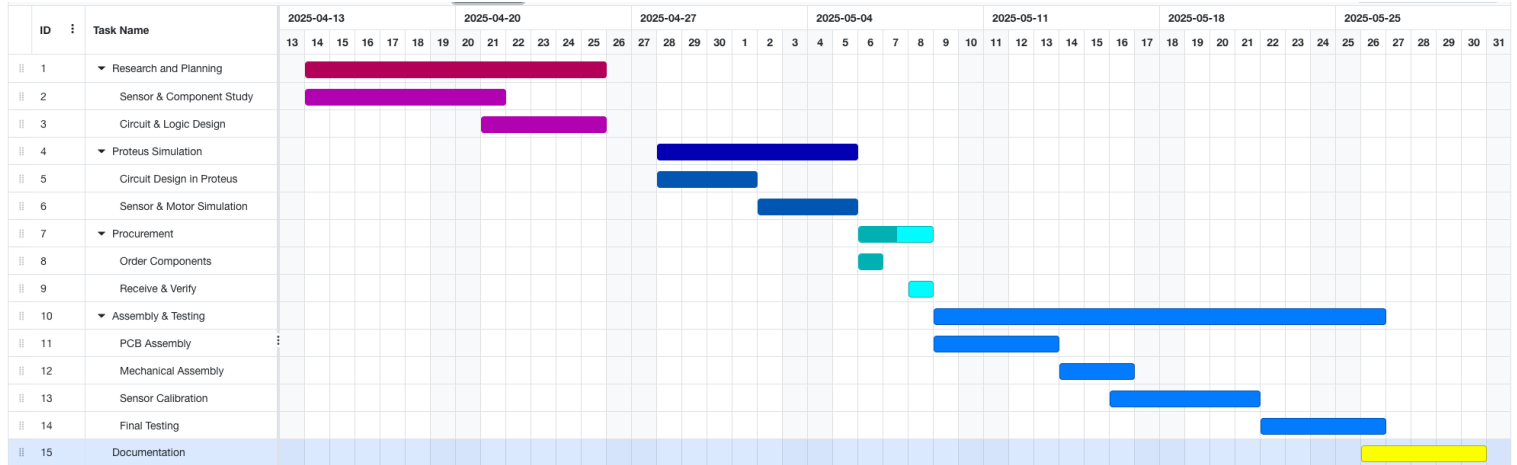 ID Task Name 2025-04-13 2025-04-20 2025-04-27 2025-05-04 2025-05-11 2025-05-18 2025-05-25
13 14 15 16 17 18 19 20 21 22 23 24 25 26 27 28 29 30 1 2 3 4 5 6 7 8 9 10 11 12 13 14 15 16 17 18 19 20 21 22 23 24 25 26 27 28 29 30 31
1 Research and Planning
2 Sensor & Component Study
3 Circuit & Logic Design
4 Proteus Simulation
5 Circuit Design in Proteus
6 Sensor & Motor Simulation
7 Procurement
8 Order Components
9 Receive & Verify
10 Assembly & Testing
11 PCB Assembly
12 Mechanical Assembly
13 Sensor Calibration
14 Final Testing
15 Documentation